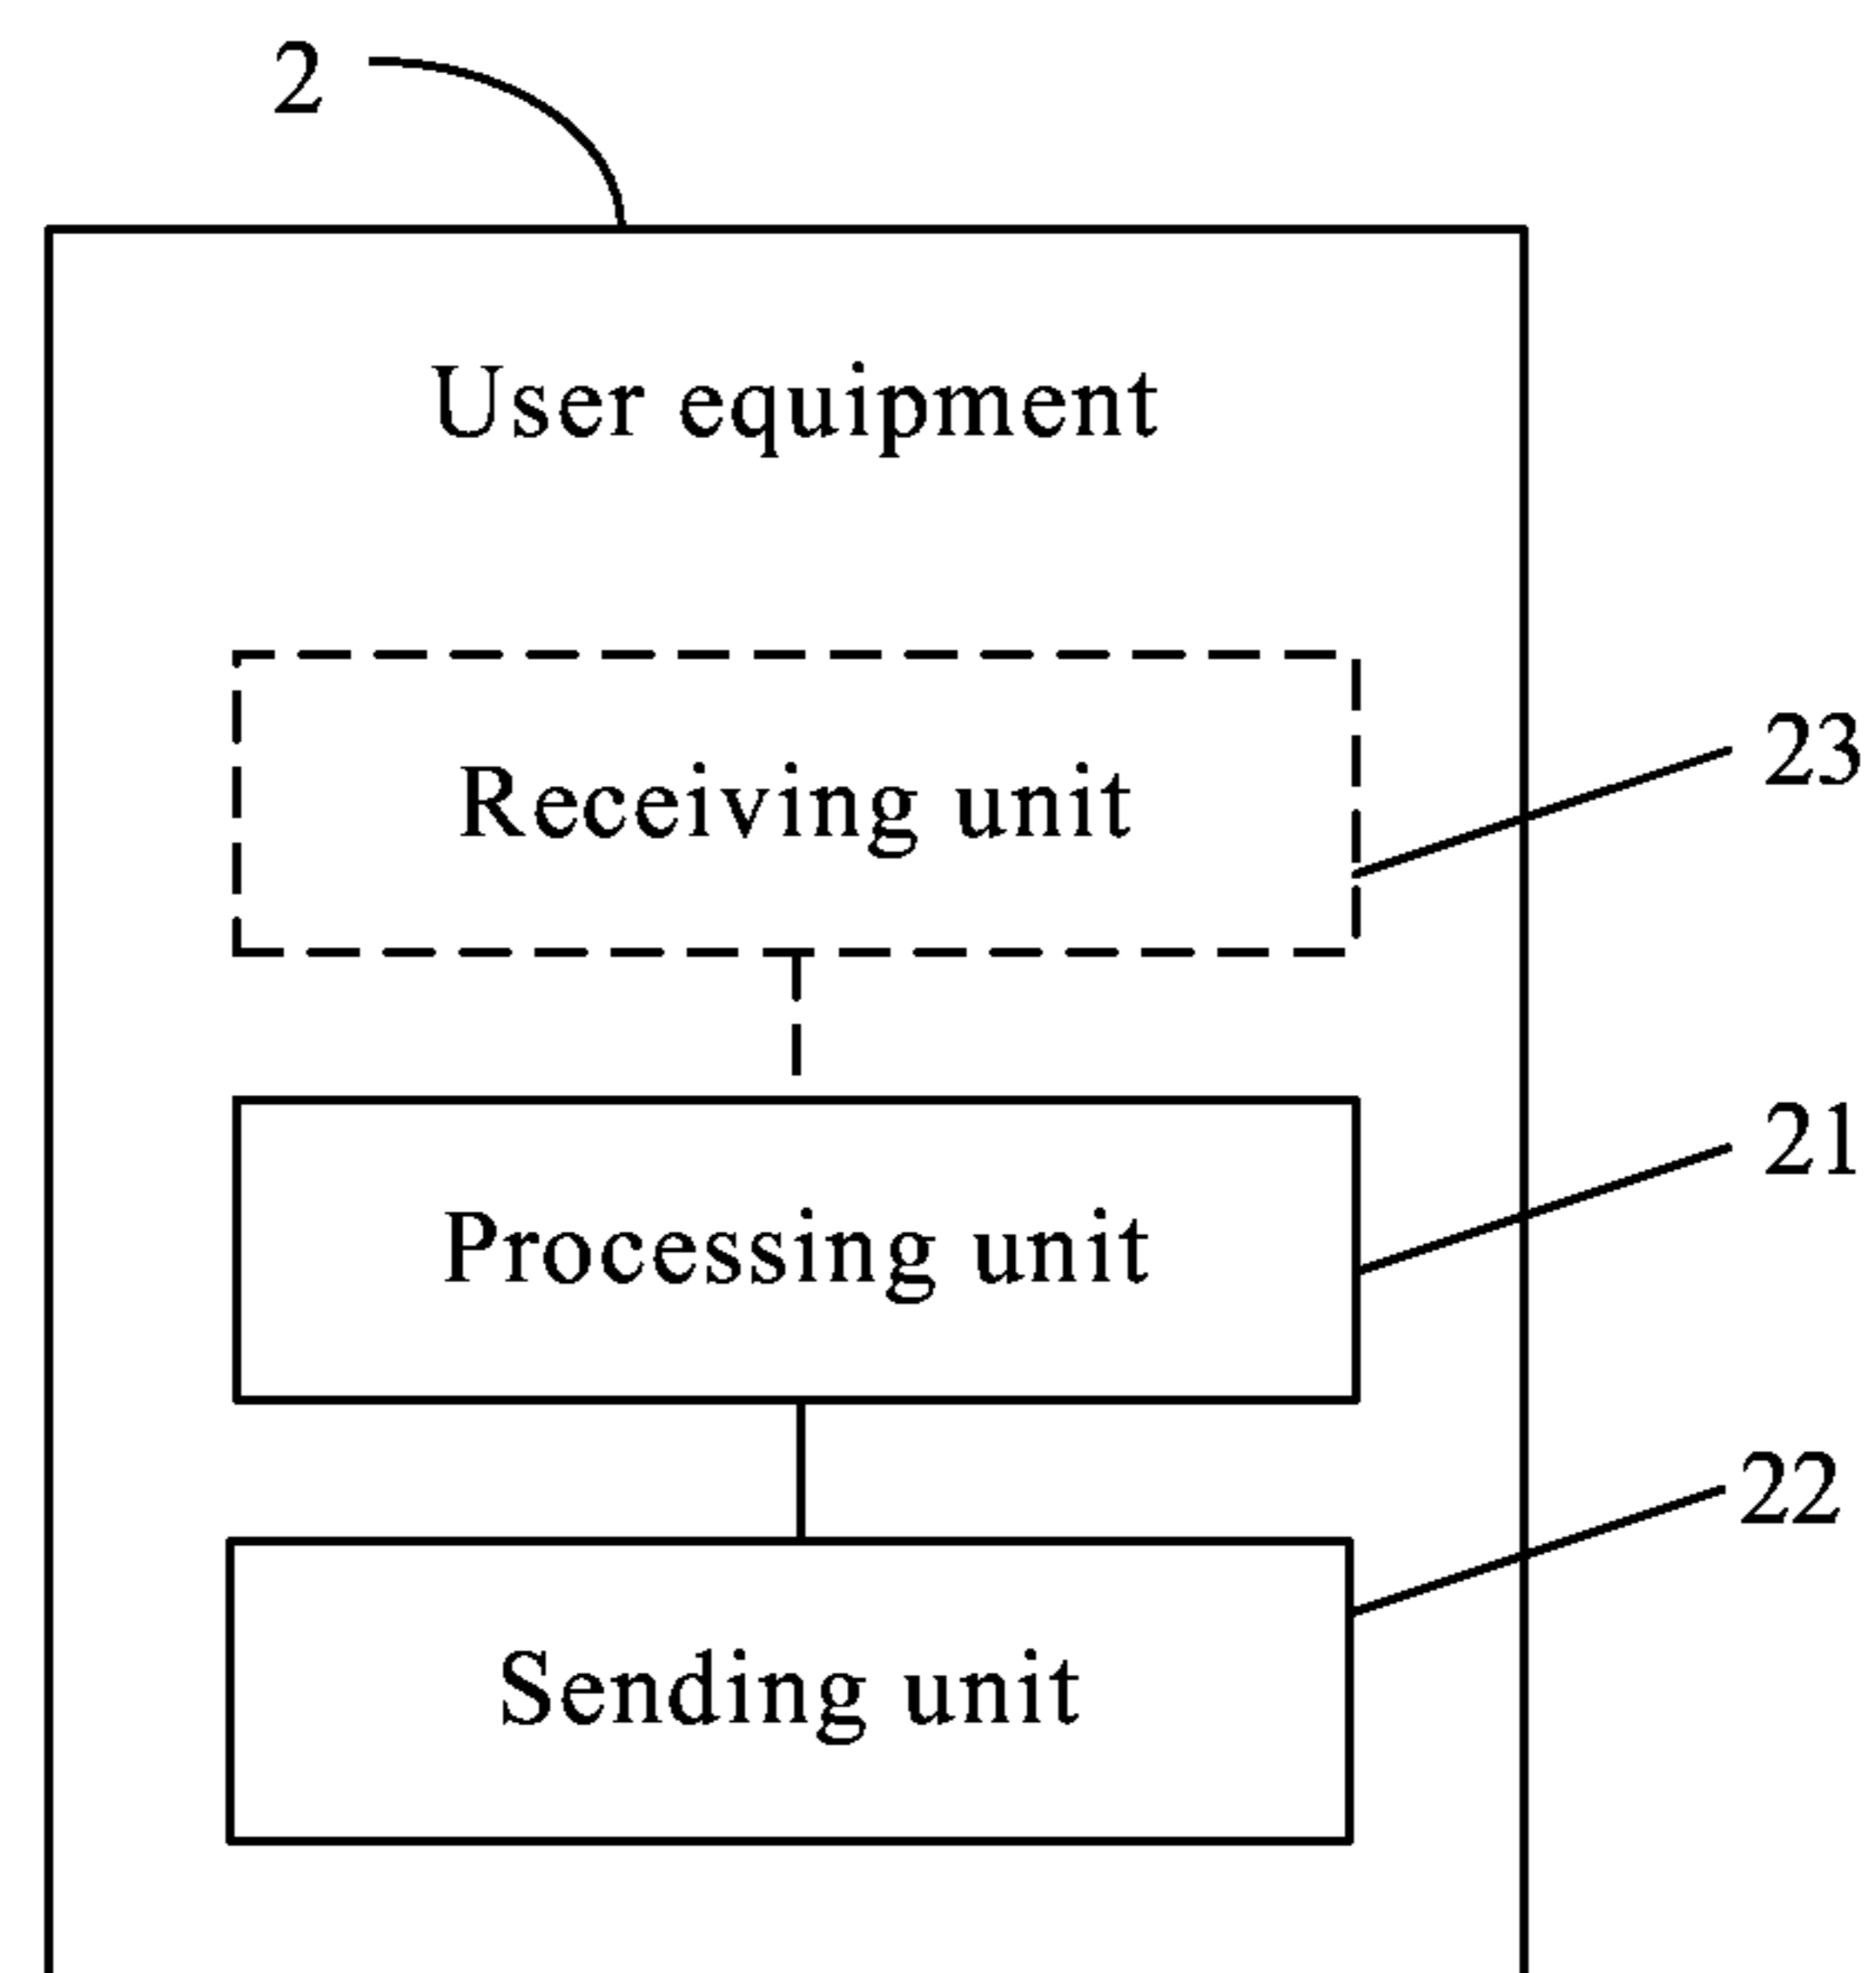 2
User equipment
Receiving unit
23
Processing unit
21
Sending unit
22